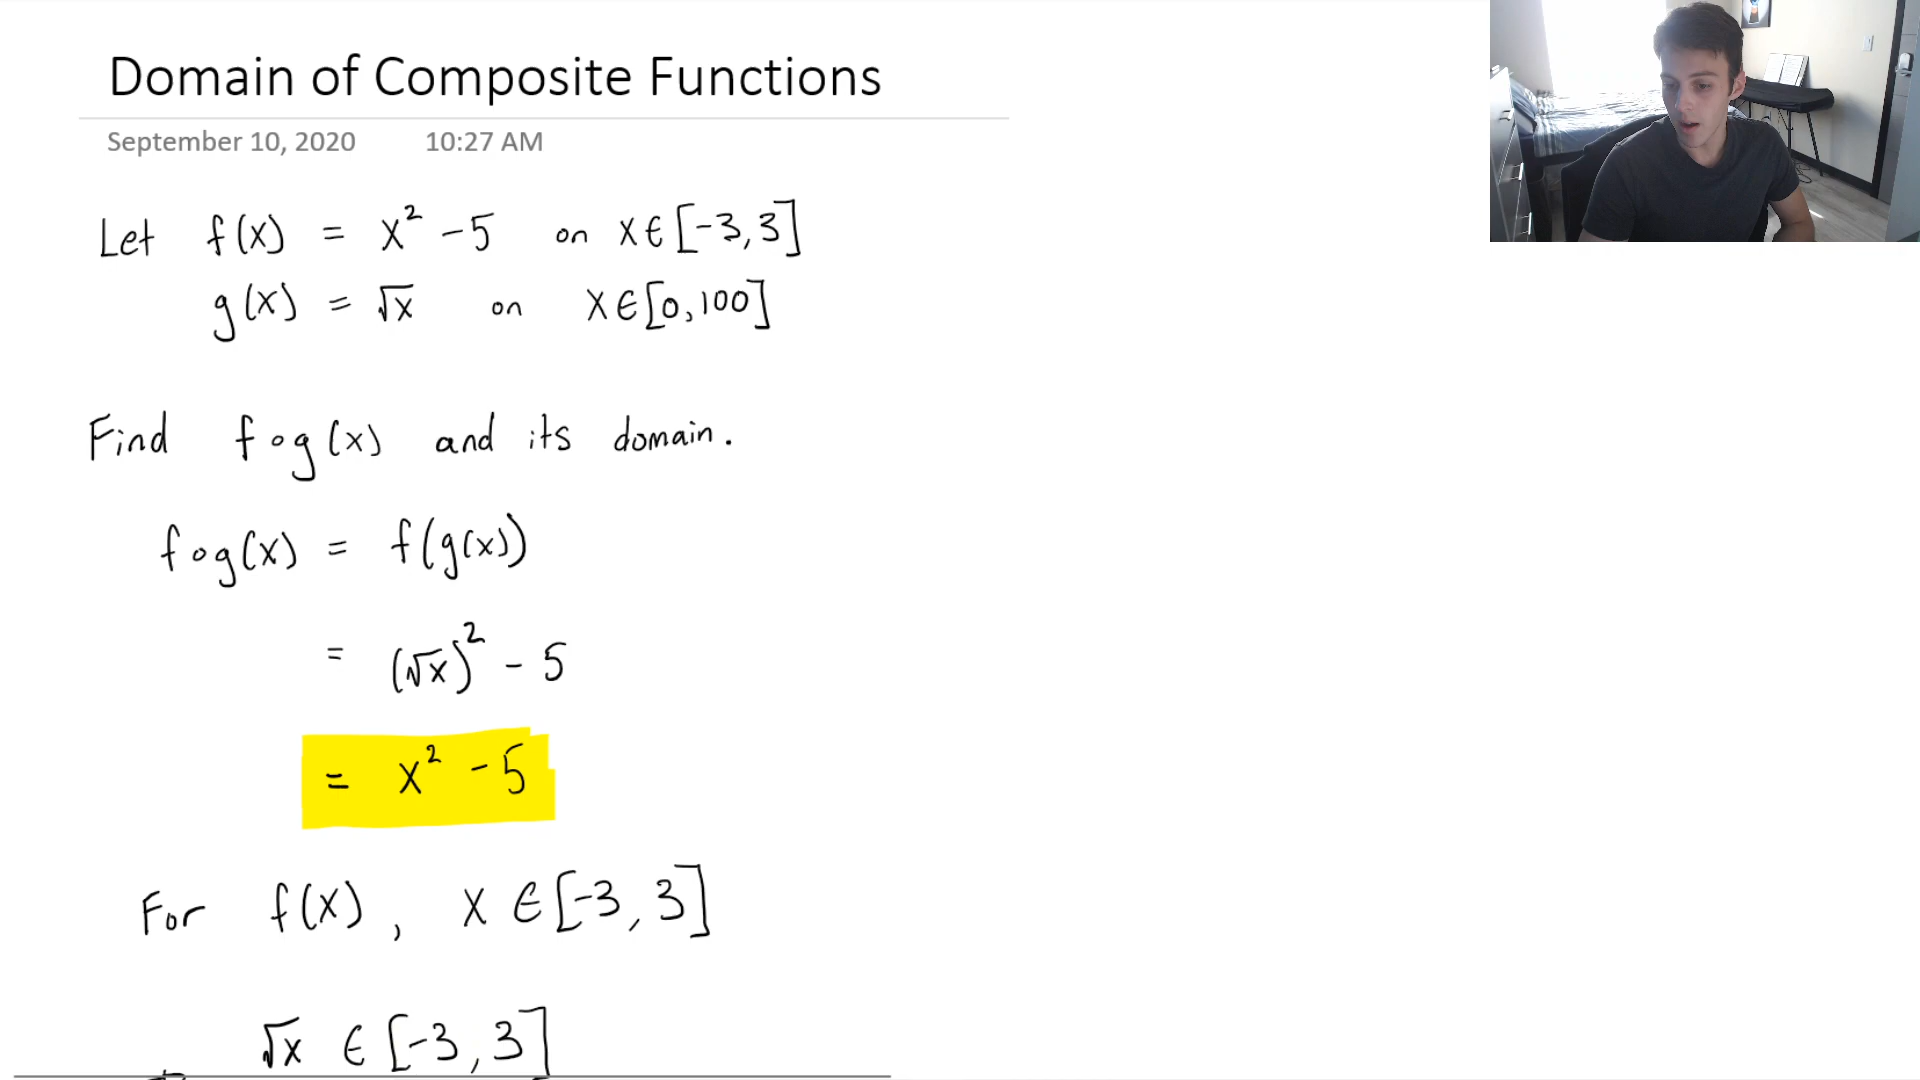 Domain of Composite Functions
September 10, 2020 10:27 AM
Let f(x) = x² - 5 on x∈[-3,3]
g(x) = √x on x∈[0,100]
Find f∘g(x) and its domain.
f∘g(x) = f(g(x))
= (√x)² - 5
= x² - 5
For f(x), x ∈[-3,3]
√x ∈ [-3,3]